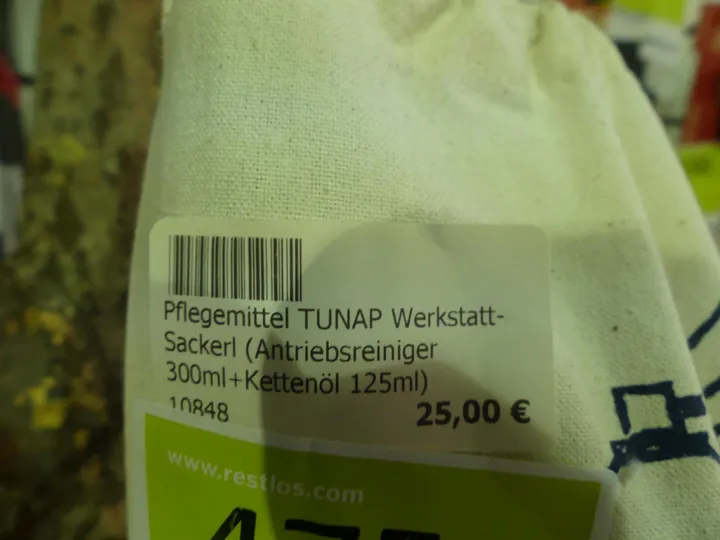 Pflegemittel TUNAP Werkstatt-
Sackerl (Antriebsreiniger
300ml+Kettenöl 125ml)
10848 25,00 €
www.restlos.com